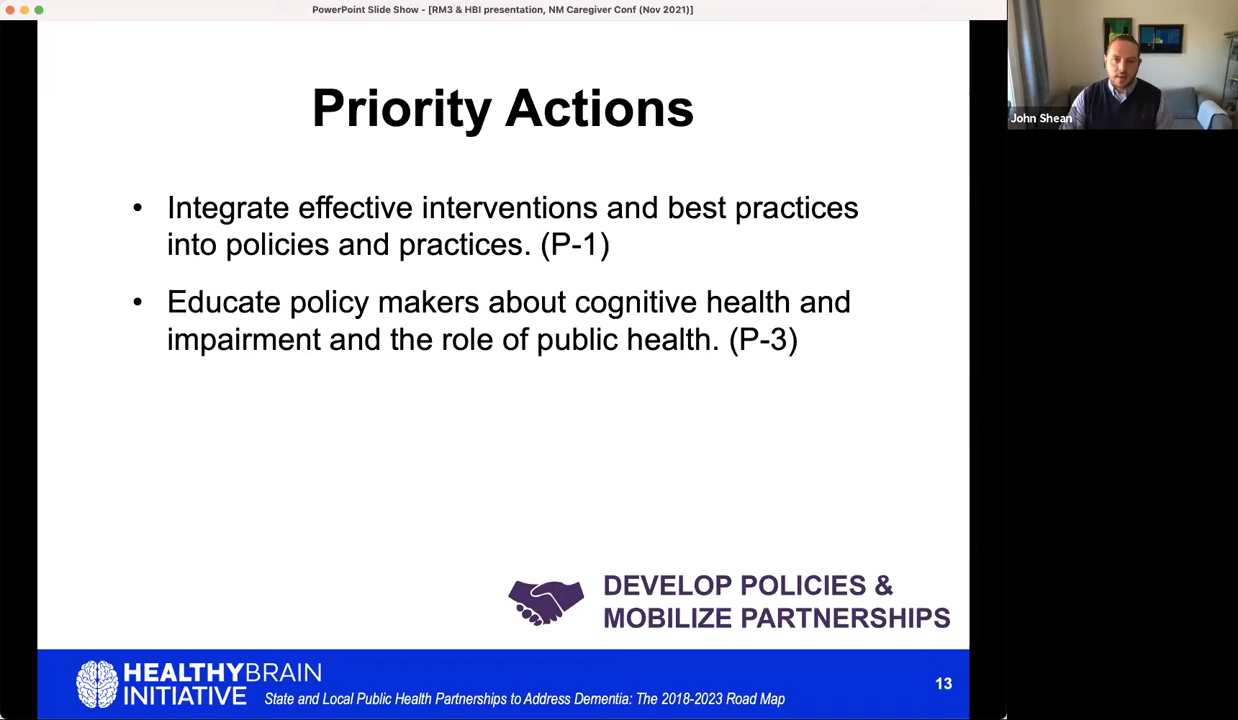 PowerPoint Slide Show - [RM3 & HBI presentation, NM Caregiver Conf (Nov 2021)]
Priority Actions
• Integrate effective interventions and best practices
into policies and practices. (P-1)
• Educate policy makers about cognitive health and
impairment and the role of public health. (P-3)
DEVELOP POLICIES &
MOBILIZE PARTNERSHIPS
HEALTHYBRAIN
INITIATIVE
State and Local Public Health Partnerships to Address Dementia: The 2018-2023 Road Map
13
John Shean